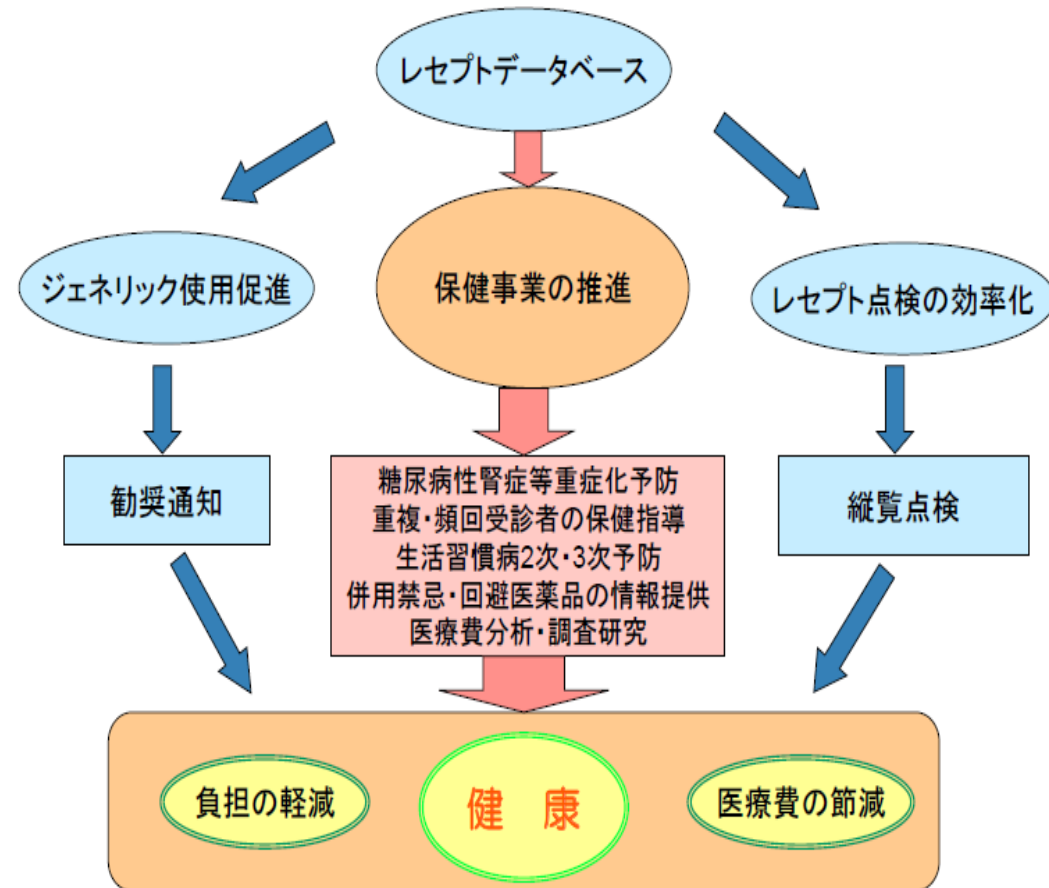 レセプトデータベース
ジェネリック使用促進
保健事業の推進
レセプト点検の効率化
勧奨通知
糖尿病性腎症等重症化予防
重複・頻回受診者の保健指導
生活習慣病2次・3次予防
併用禁忌・回避医薬品の情報提供
医療費分析・調査研究
縦覧点検
負担の軽減
健 康
医療費の節減